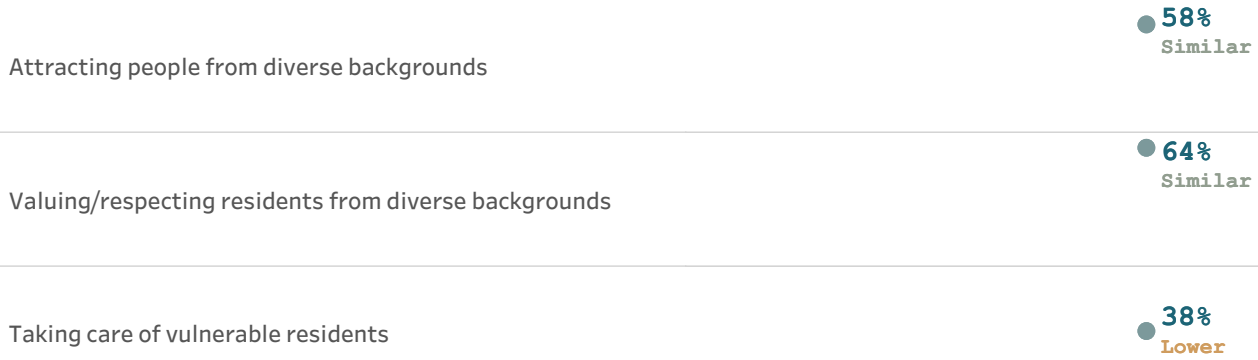 58%
Similar
Attracting people from diverse backgrounds
64%
Similar
Valuing/respecting residents from diverse backgrounds
38%
Taking care of vulnerable residents
Lower